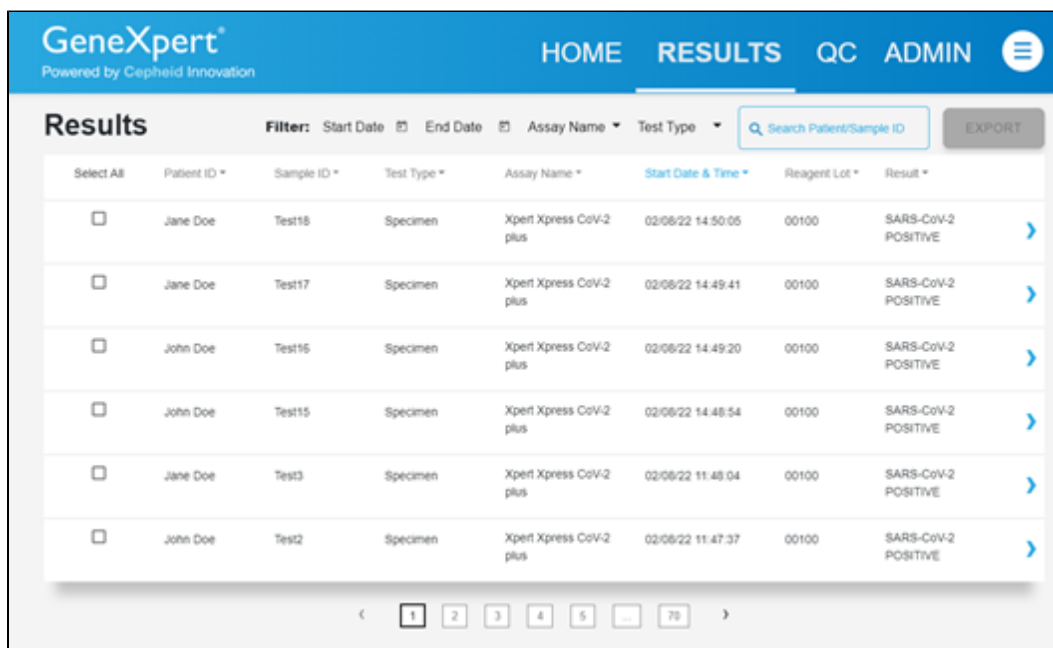 GeneXpert®
Powered by Cepheid Innovation
HOME RESULTS QC ADMIN
Results
Filter: Start Date End Date Assay Name Test Type Search Patient/Sample ID EXPORT
Select All Patient ID Sample ID Test Type Assay Name Start Date & Time Reagent Lot Result
Jane Doe Test18 Specimen Xpert Xpress CoV-2 02/08/22 14:50:05 00100 SARS-CoV-2
plus POSITIVE
Jane Doe Test17 Specimen Xpert Xpress CoV-2 02/08/22 14:49:41 00100 SARS-CoV-2
plus POSITIVE
John Doe Test16 Specimen Xpert Xpress CoV-2 02/08/22 14:49:20 00100 SARS-CoV-2
plus POSITIVE
John Doe Test15 Specimen Xpert Xpress CoV-2 02/08/22 14:48:54 00100 SARS-CoV-2
plus POSITIVE
Jane Doe Test3 Specimen Xpert Xpress CoV-2 02/08/22 11:48:04 00100 SARS-CoV-2
plus POSITIVE
John Doe Test2 Specimen Xpert Xpress CoV-2 02/08/22 11:47:37 00100 SARS-CoV-2
plus POSITIVE
‹ 1 2 3 4 5 ... 70 ›